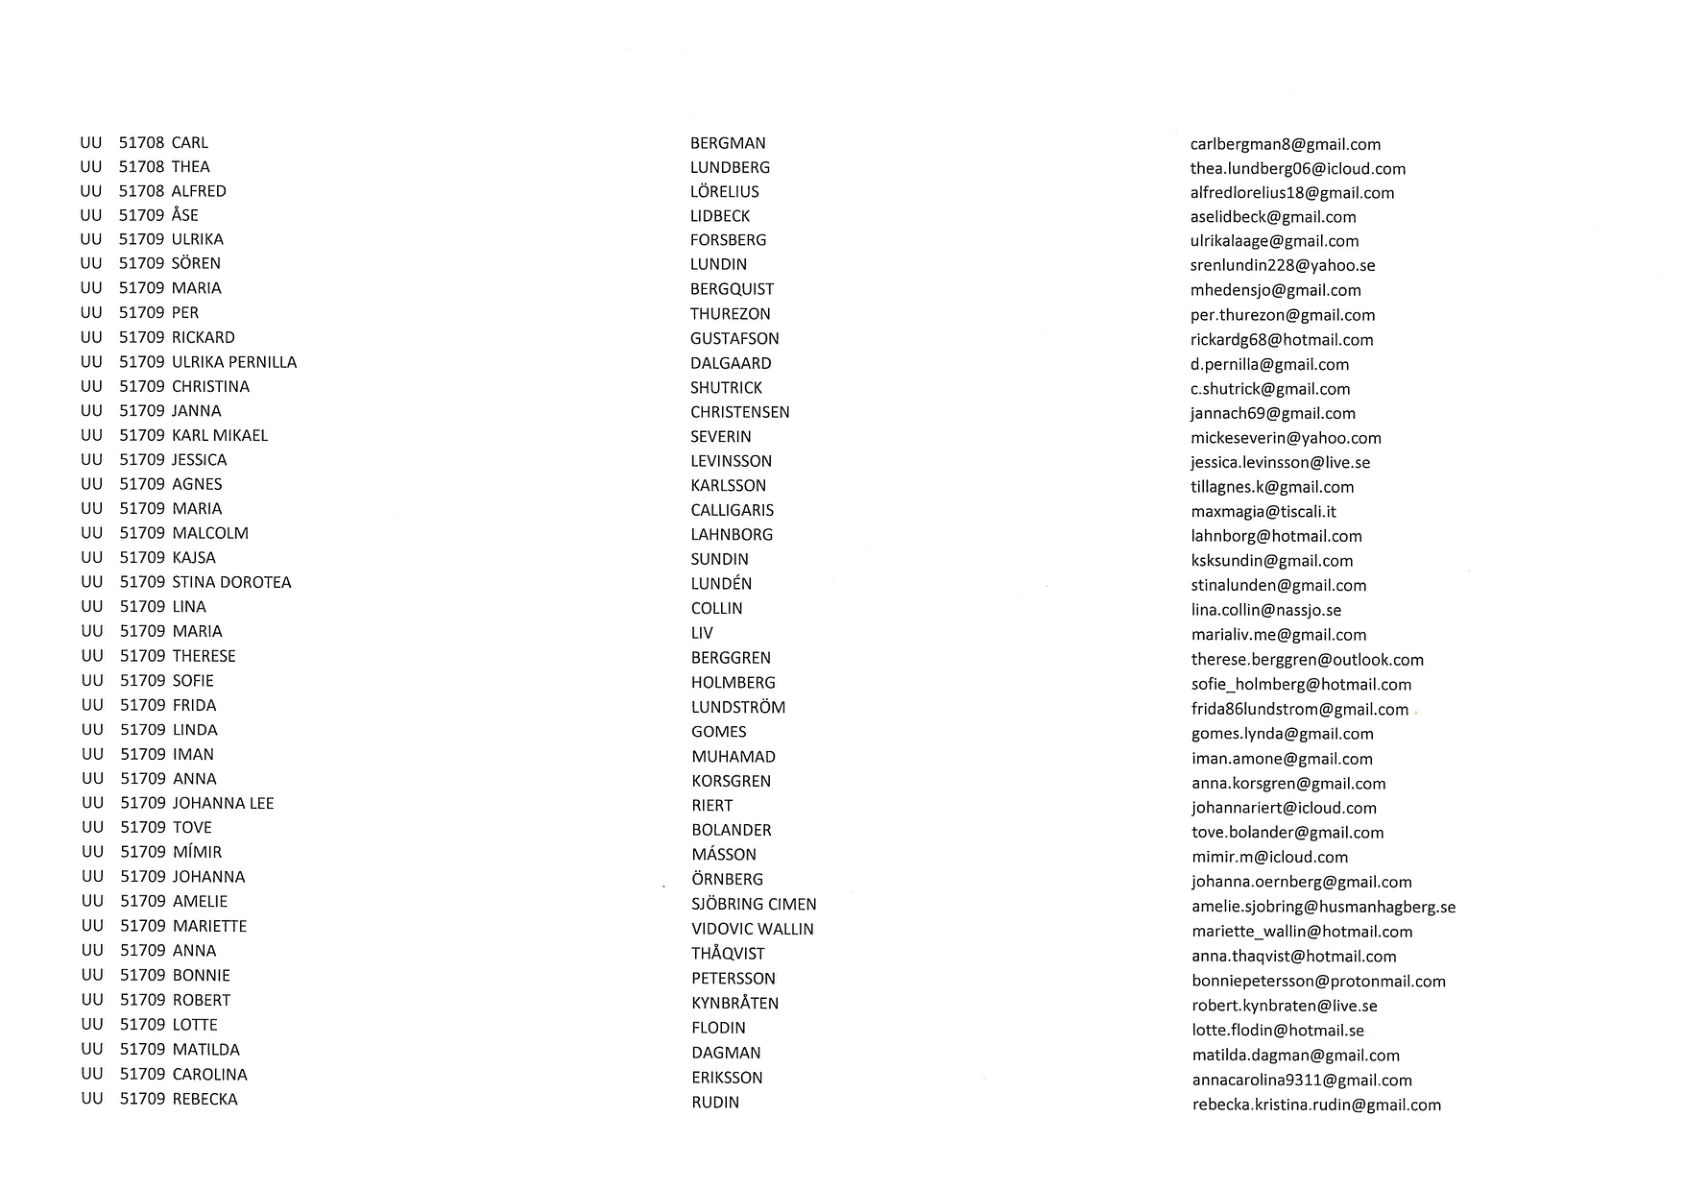 UU 51708 CARL BERGMAN carlbergman8@gmail.com
UU 51708 THEA LUNDBERG thea.lundberg06@icloud.com
UU 51708 ALFRED LÖRELIUS alfredlorelius18@gmail.com
UU 51709 ÅSE LIDBECK aselidbeck@gmail.com
UU 51709 ULRIKA FORSBERG ulrikalaage@gmail.com
UU 51709 SÖREN LUNDIN srenlundin228@yahoo.se
UU 51709 MARIA BERGQUIST mhedensjo@gmail.com
UU 51709 PER THUREZON per.thurezon@gmail.com
UU 51709 RICKARD GUSTAFSON rickardg68@hotmail.com
UU 51709 ULRIKA PERNILLA DALGAARD d.pernilla@gmail.com
UU 51709 CHRISTINA SHUTRICK c.shutrick@gmail.com
UU 51709 JANNA CHRISTENSEN jannach69@gmail.com
UU 51709 KARL MIKAEL SEVERIN mickeseverin@yahoo.com
UU 51709 JESSICA LEVINSSON jessica.levinsson@live.se
UU 51709 AGNES KARLSSON tillagnes.k@gmail.com
UU 51709 MARIA CALLIGARIS maxmagia@tiscali.it
UU 51709 MALCOLM LAHNBORG lahnborg@hotmail.com
UU 51709 KAJSA SUNDIN ksksundin@gmail.com
UU 51709 STINA DOROTEA LUNDÉN stinalunden@gmail.com
UU 51709 LINA COLLIN lina.collin@nassjo.se
UU 51709 MARIA LIV marialiv.me@gmail.com
UU 51709 THERESE BERGGREN therese.berggren@outlook.com
UU 51709 SOFIE HOLMBERG sofie_holmberg@hotmail.com
UU 51709 FRIDA LUNDSTRÖM frida86lundstrom@gmail.com
UU 51709 LINDA GOMES gomes.lynda@gmail.com
UU 51709 IMAN MUHAMAD iman.amone@gmail.com
UU 51709 ANNA KORSGREN anna.korsgren@gmail.com
UU 51709 JOHANNA LEE RIERT johannariert@icloud.com
UU 51709 TOVE BOLANDER tove.bolander@gmail.com
UU 51709 MÍMIR MÁSSON mimir.m@icloud.com
UU 51709 JOHANNA ÖRNBERG johanna.oernberg@gmail.com
UU 51709 AMELIE SJÖBRING CIMEN amelie.sjobring@husmanhagberg.se
UU 51709 MARIETTE VIDOVIC WALLIN mariette_wallin@hotmail.com
UU 51709 ANNA THÅQVIST anna.thaqvist@hotmail.com
UU 51709 BONNIE PETERSSON bonniepetersson@protonmail.com
UU 51709 ROBERT KYNBRÅTEN robert.kynbraten@live.se
UU 51709 LOTTE FLODIN lotte.flodin@hotmail.se
UU 51709 MATILDA DAGMAN matilda.dagman@gmail.com
UU 51709 CAROLINA ERIKSSON annacarolina9311@gmail.com
UU 51709 REBECKA RUDIN rebecka.kristina.rudin@gmail.com